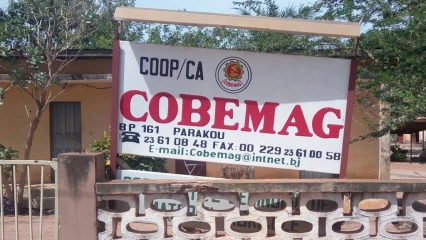 COOP/CA
COBEMAG
COBEMAG
BP 161 PARAKOU
☎ 23 61 08 48 FAX: 00 229 23 61 00 58
E-mail: Cobemag@intnet.bj